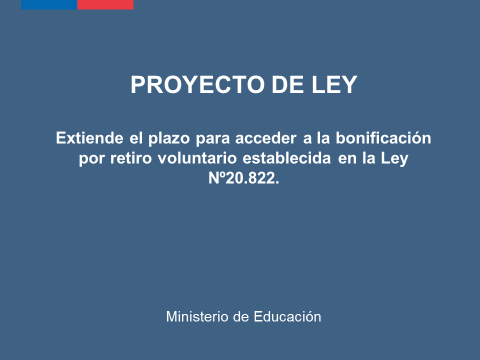 PROYECTO DE LEY
Extiende el plazo para acceder a la bonificación
por retiro voluntario establecida en la Ley
Nº20.822.
Ministerio de Educación